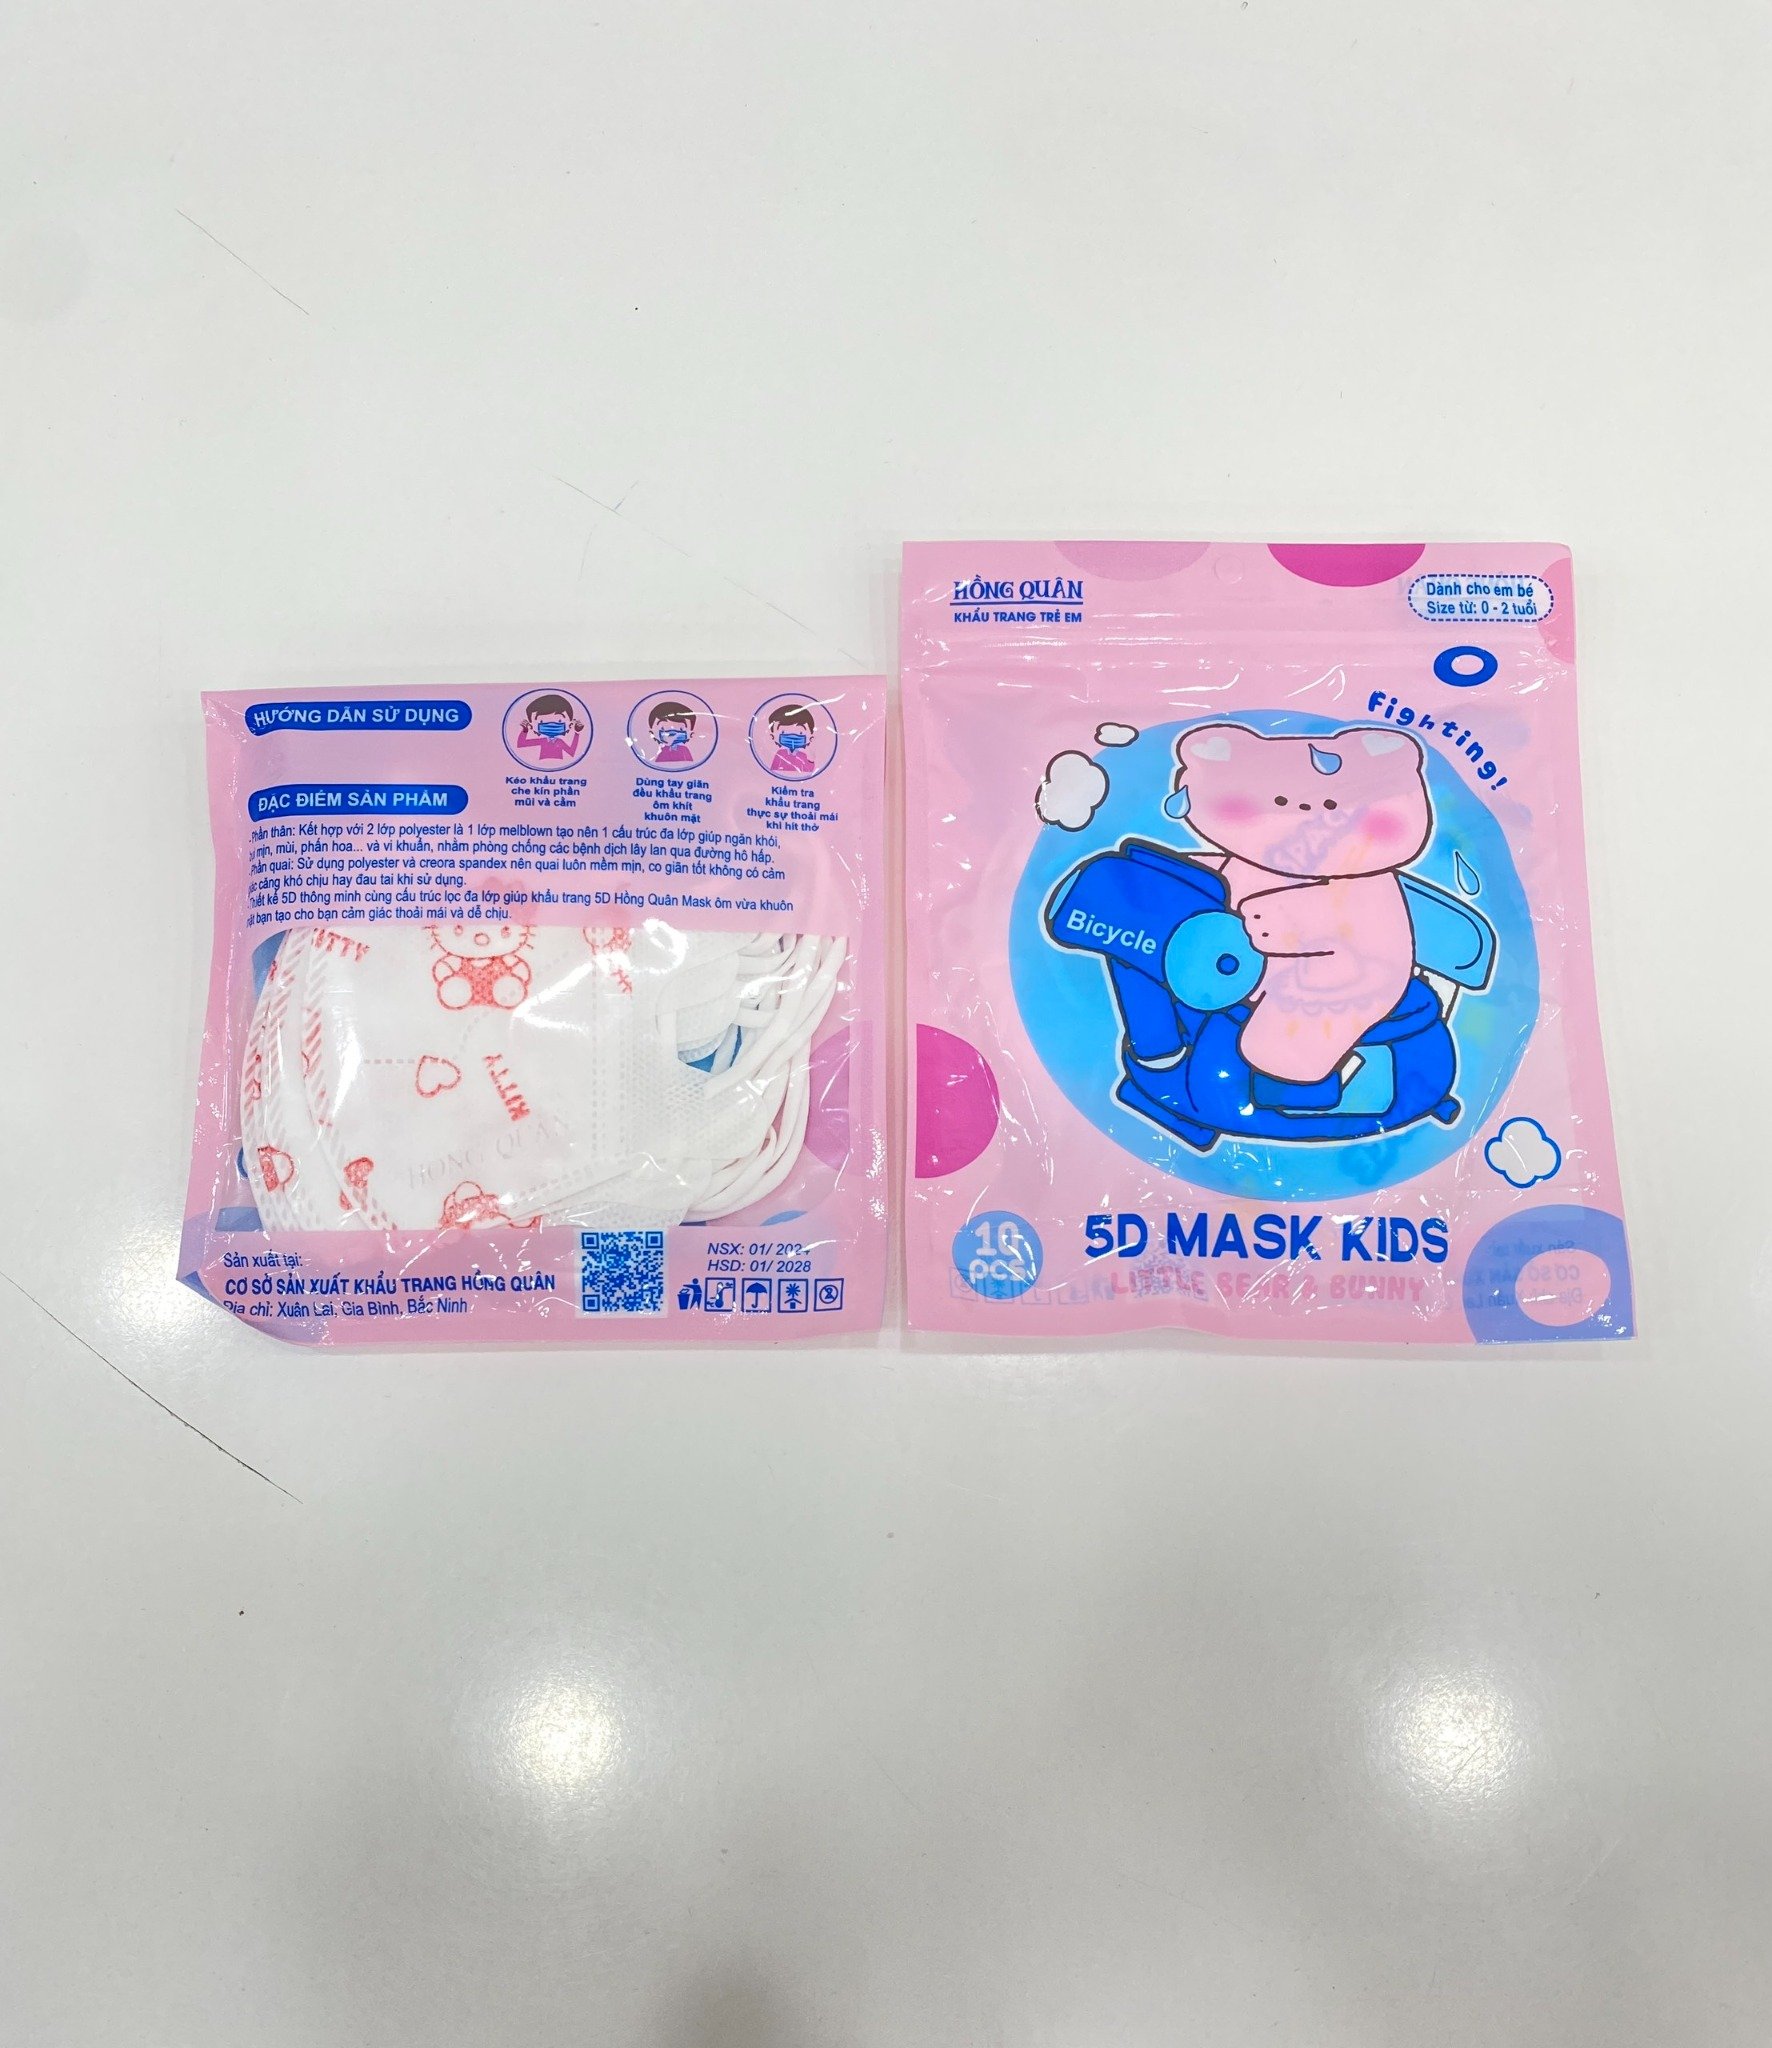 HƯỚNG DẪN SỬ DỤNG
Kéo khẩu trang
che kín phần
mũi và cằm
Dùng tay giãn
đều khẩu trang
ôm khít
khuôn mặt
Kiểm tra
khẩu trang
thực sự thoải mái
khi hít thở
ĐẶC ĐIỂM SẢN PHẨM
Phần thân: Kết hợp với 2 lớp polyester là 1 lớp melblown tạo nên 1 cấu trúc đa lớp giúp ngăn khói,
mịn, mùi, phấn hoa... và vi khuẩn, nhằm phòng chống các bệnh dịch lây lan qua đường hô hấp.
Phần quai: Sử dụng polyester và creora spandex nên quai luôn mềm mịn, co giãn tốt không có cảm
căng khó chịu hay đau tai khi sử dụng.
Thiết kế 5D thông minh cùng cấu trúc lọc đa lớp giúp khẩu trang 5D Hồng Quân Mask ôm vừa khuôn
bạn tạo cho bạn cảm giác thoải mái và dễ chịu.
KITTY
HONG QUAN
Sản xuất tại:
CƠ SỞ SẢN XUẤT KHẨU TRANG HỒNG QUÂN
Địa chỉ: Xuân Lai, Gia Bình, Bắc Ninh
NSX: 01/
HSD: 01/ 2028
HỒNG QUÂN
KHẨU TRANG TRẺ EM
Dành cho em bé
Size từ: 0 - 2 tuổi
Fighting!
Bicycle
10
pcs
5D MASK KIDS
LITTLE BEAR & BUNNY